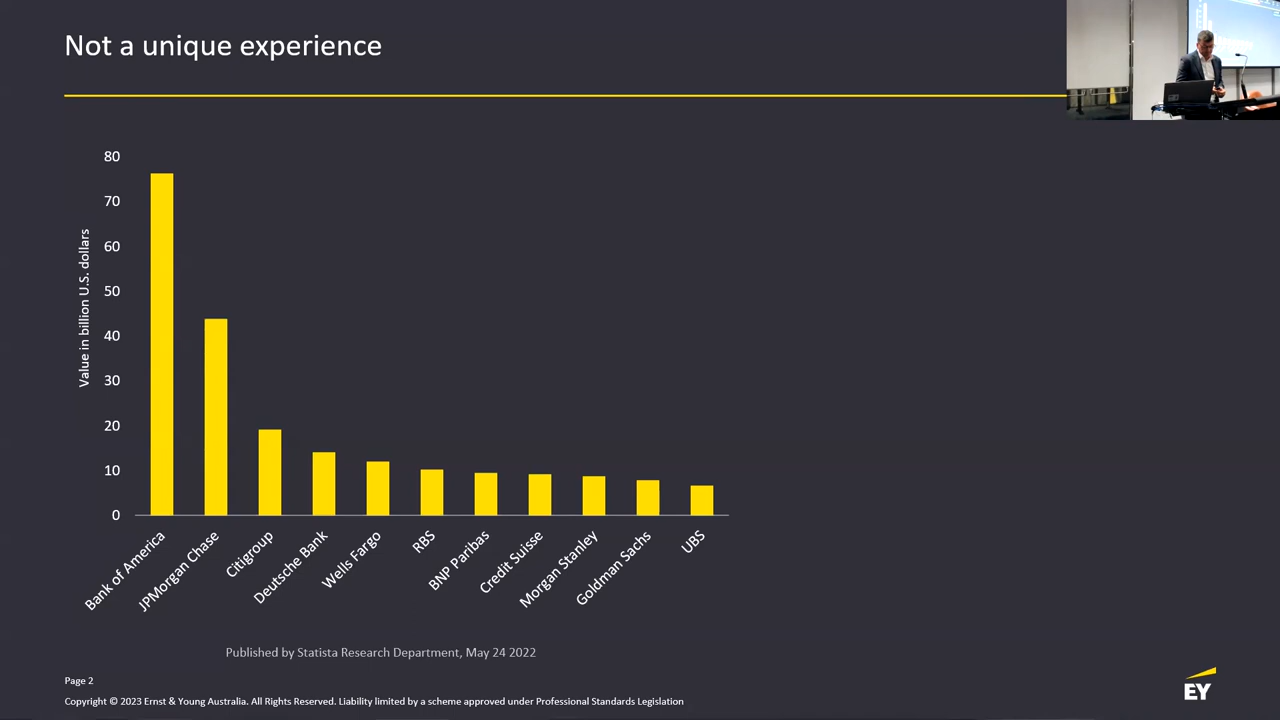 Not a unique experience
80
70
60
50
40
30
20
10
0
Value in billion U.S. dollars
Bank of America
JPMorgan Chase
Citigroup
Deutsche Bank
Wells Fargo
RBS
BNP Paribas
Credit Suisse
Morgan Stanley
Goldman Sachs
UBS
Published by Statista Research Department, May 24 2022
Page 2
Copyright © 2023 Ernst & Young Australia. All Rights Reserved. Liability limited by a scheme approved under Professional Standards Legislation
EY